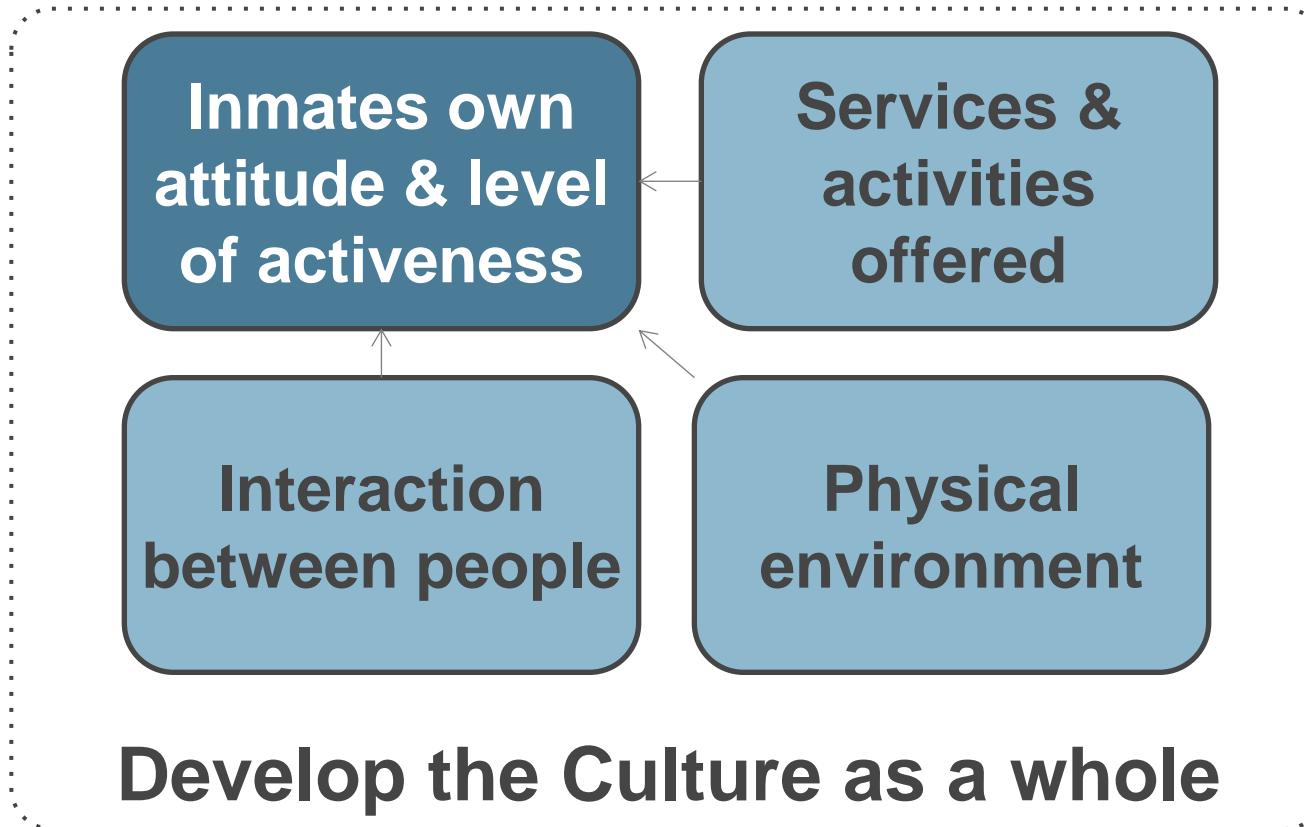 Inmates own
attitude & level
of activeness
Services &
activities
offered
Interaction
between people
Physical
environment
Develop the Culture as a whole